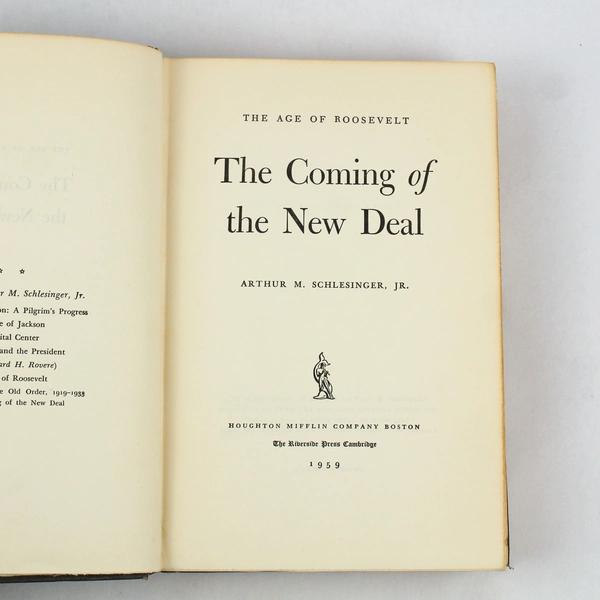 ☆ ☆
r M. Schlesinger, Jr.
on: A Pilgrim's Progress
e of Jackson
ital Center
and the President
ard H. Rovere)
of Roosevelt
e Old Order, 1919-1933
g of the New Deal
THE AGE OF ROOSEVELT
The Coming of
the New Deal
ARTHUR M. SCHLESINGER, JR.
HOUGHTON MIFFLIN COMPANY BOSTON
The Riverside Press Cambridge
1959